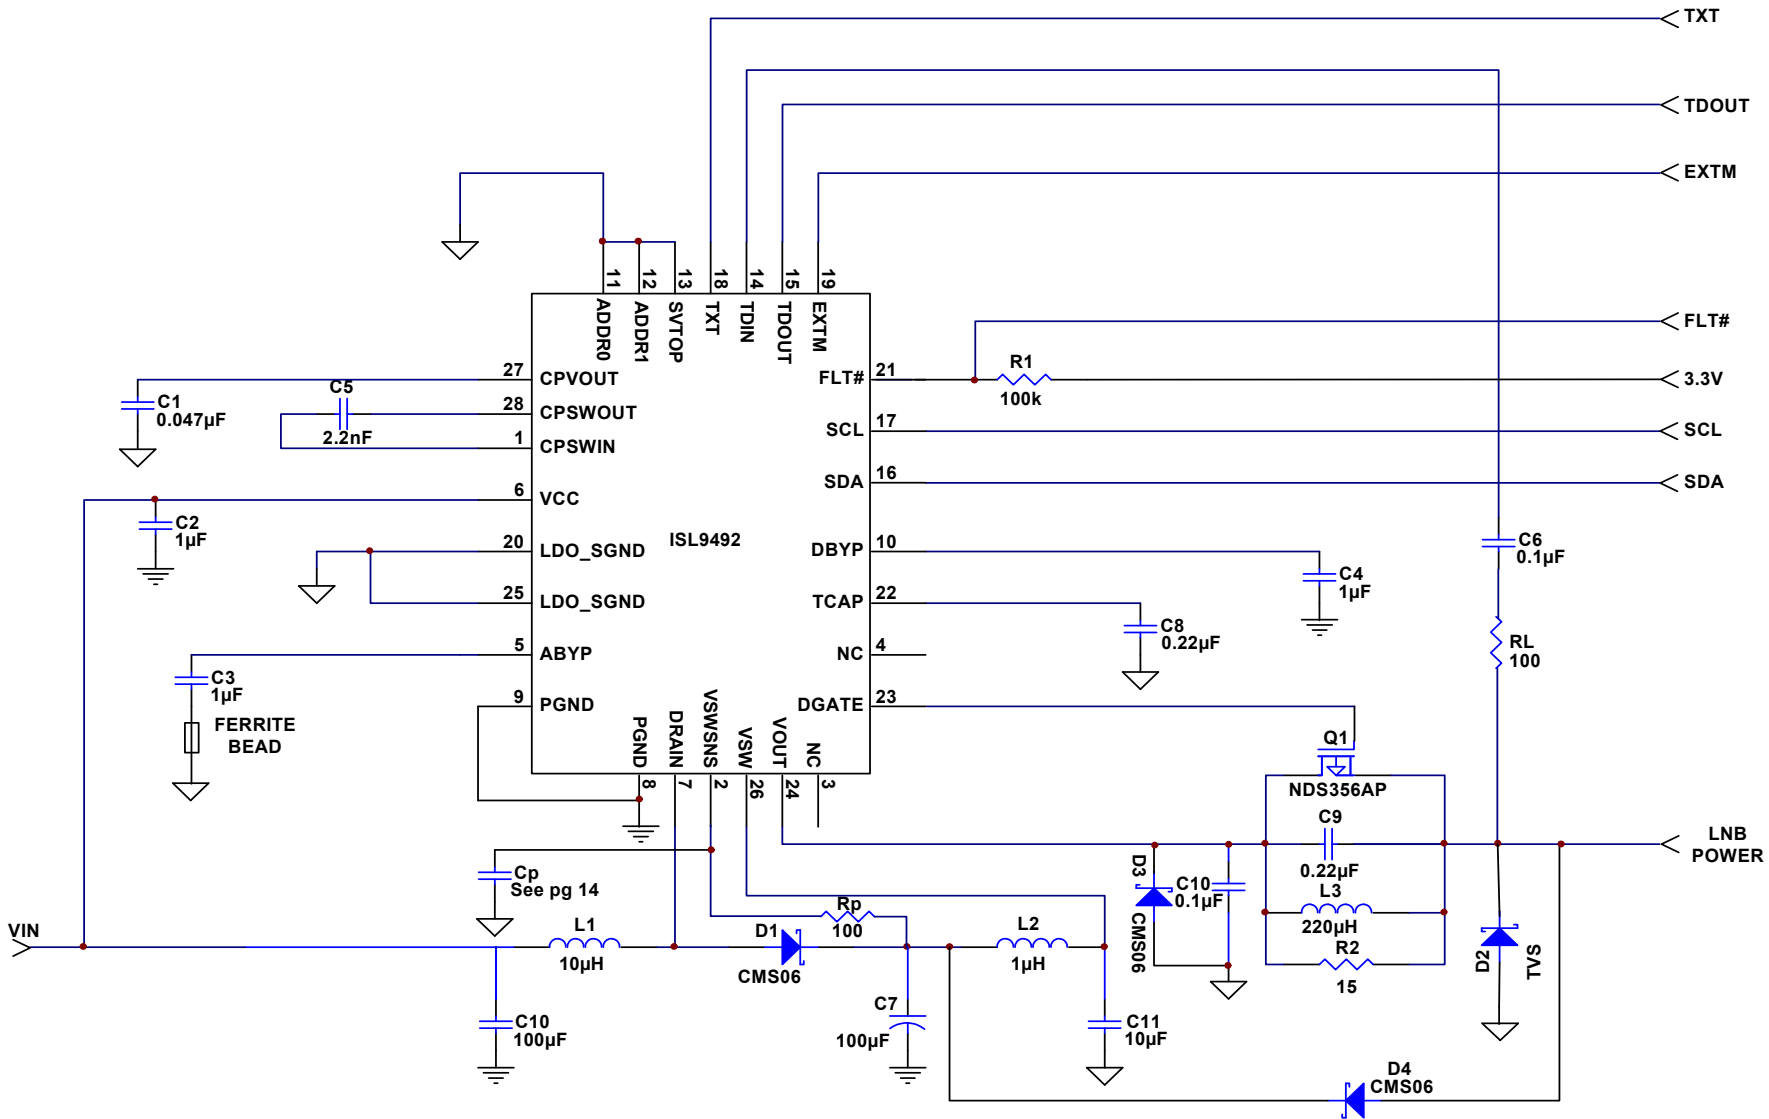 TXT
TDOUT
EXTM
11
12
13
18
14
15
19
ADDR0
ADDR1
SVTOP
TXT
TDIN
TDOUT
EXTM
FLT#
27
CPVOUT
FLT#
21
R1
100k
3.3V
C1
0.047µF
C5
2.2nF
28
CPSWOUT
1
CPSWIN
SCL
17
SCL
SDA
16
SDA
6
VCC
C2
1µF
ISL9492
20
LDO_SGND
DBYP
10
C4
1µF
C6
0.1µF
25
LDO_SGND
TCAP
22
C8
0.22µF
RL
100
5
ABYP
NC
4
C3
1µF
FERRITE
BEAD
9
PGND
DGATE
23
PGND
DRAIN
VSWSNS
VSW
VOUT
NC
8
7
2
26
24
3
Q1
NDS356AP
C9
0.22µF
LNB
POWER
Cp
See pg 14
D3
CMS06
C10
0.1µF
L3
220µH
R2
15
D2
TVS
VIN
L1
10µH
D1
CMS06
Rp
100
L2
1µH
C10
100µF
C7
100µF
C11
10µF
D4
CMS06